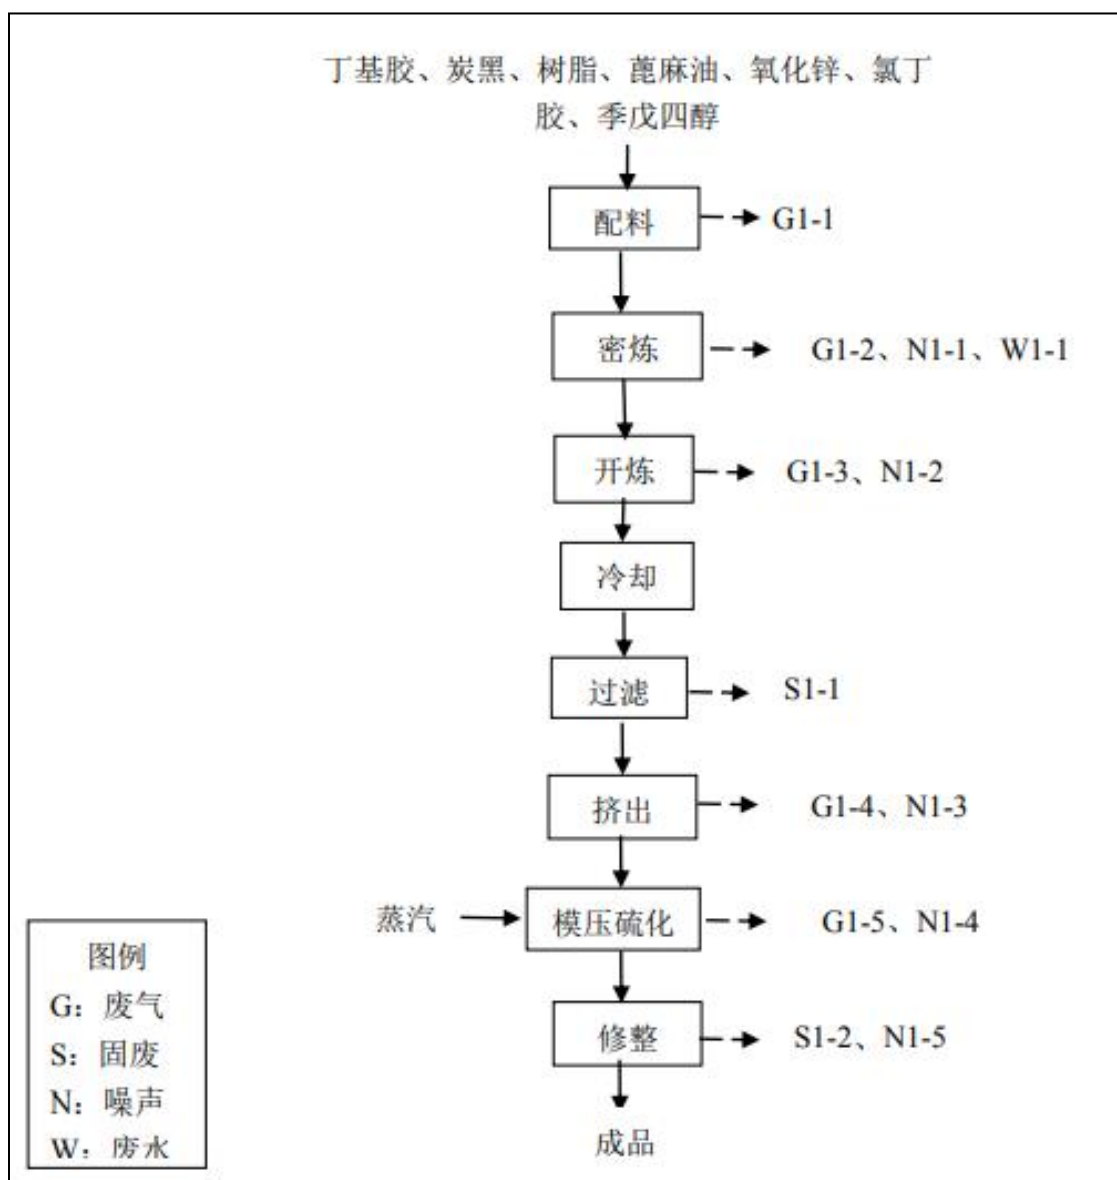 丁基胶、炭黑、树脂、蓖麻油、氧化锌、氯丁
胶、季戊四醇
配料
G1-1
密炼
G1-2、N1-1、W1-1
开炼
G1-3、N1-2
冷却
过滤
S1-1
挤出
G1-4、N1-3
蒸汽
模压硫化
G1-5、N1-4
修整
S1-2、N1-5
成品
图例
G：废气
S：固废
N：噪声
W：废水